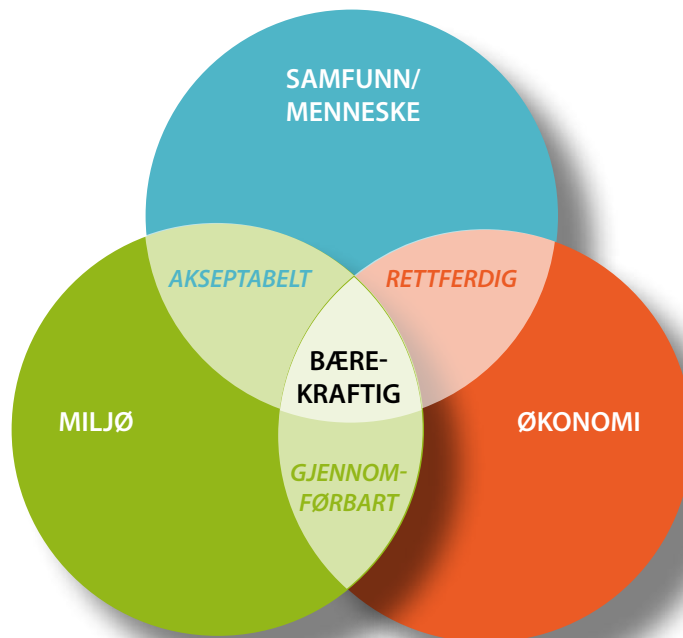 SAMFUNN/
MENNESKE
AKSEPTABELT
RETTFERDIG
BÆRE-
KRAFTIG
MILJØ
ØKONOMI
GJENNOM-
FØRBART